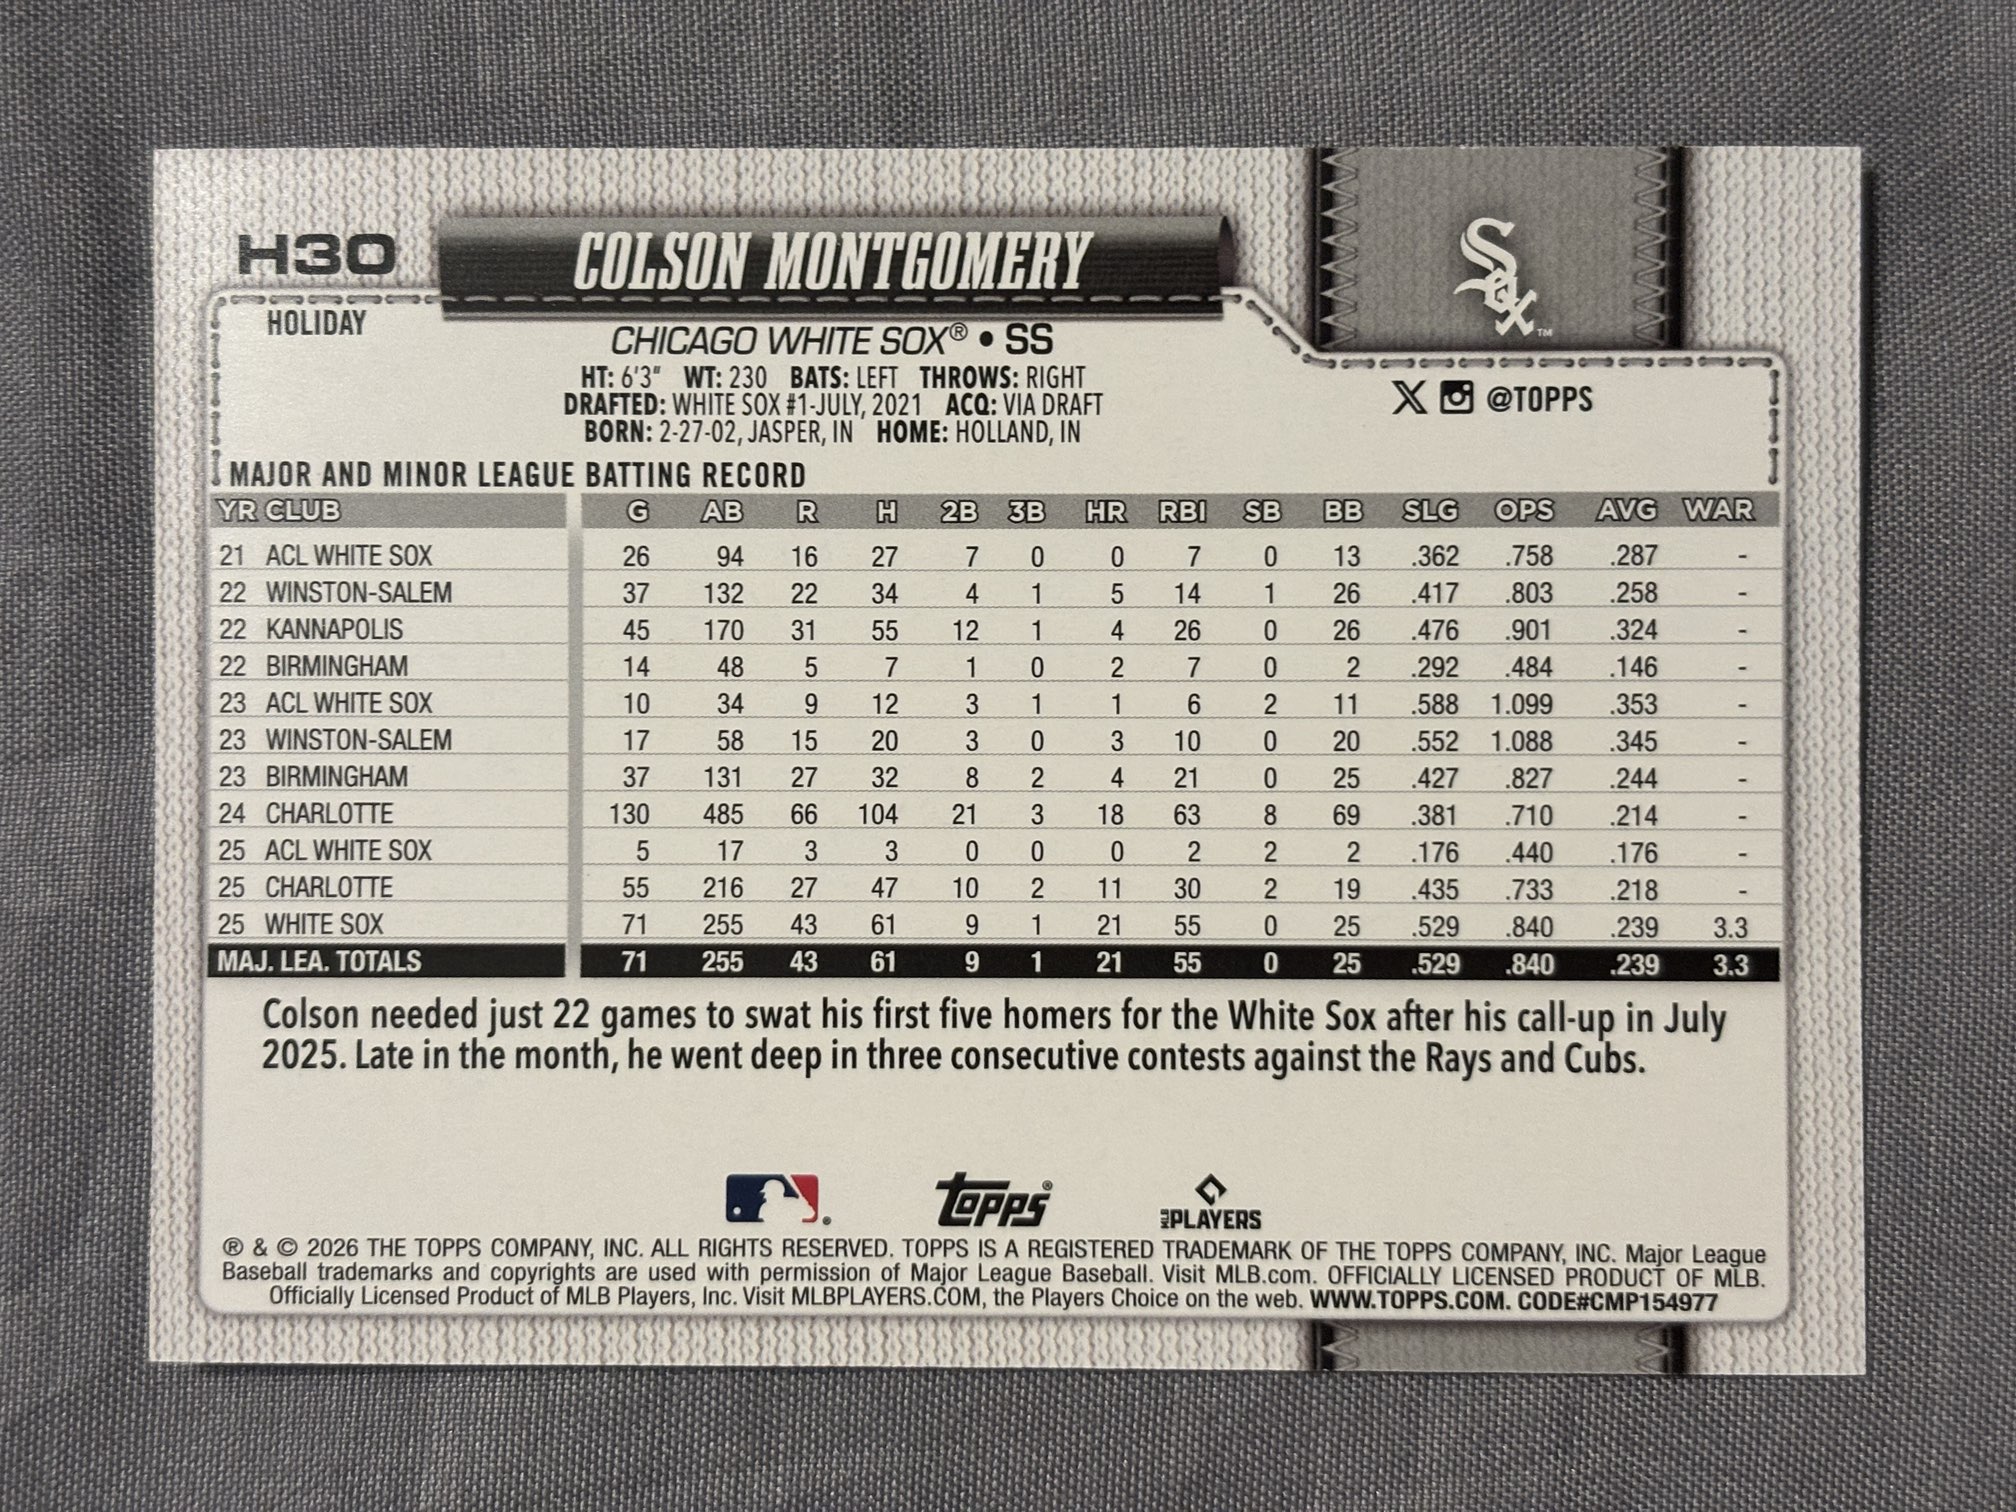 H30
COLSON MONTGOMERY
Sox™
HOLIDAY
CHICAGO WHITE SOX® • SS
HT: 6'3" WT: 230 BATS: LEFT THROWS: RIGHT
DRAFTED: WHITE SOX #1-JULY, 2021 ACQ: VIA DRAFT
BORN: 2-27-02, JASPER, IN HOME: HOLLAND, IN
@TOPPS
MAJOR AND MINOR LEAGUE BATTING RECORD
YR CLUB G AB R H 2B 3B HR RBI SB BB SLG OPS AVG WAR
21 ACL WHITE SOX 26 94 16 27 7 0 0 7 0 13 .362 .758 .287 -
22 WINSTON-SALEM 37 132 22 34 4 1 5 14 1 26 .417 .803 .258 -
22 KANNAPOLIS 45 170 31 55 12 1 4 26 0 26 .476 .901 .324 -
22 BIRMINGHAM 14 48 5 7 1 0 2 7 0 2 .292 .484 .146 -
23 ACL WHITE SOX 10 34 9 12 3 1 1 6 2 11 .588 1.099 .353 -
23 WINSTON-SALEM 17 58 15 20 3 0 3 10 0 20 .552 1.088 .345 -
23 BIRMINGHAM 37 131 27 32 8 2 4 21 0 25 .427 .827 .244 -
24 CHARLOTTE 130 485 66 104 21 3 18 63 8 69 .381 .710 .214 -
25 ACL WHITE SOX 5 17 3 3 0 0 0 2 2 2 .176 .440 .176 -
25 CHARLOTTE 55 216 27 47 10 2 11 30 2 19 .435 .733 .218 -
25 WHITE SOX 71 255 43 61 9 1 21 55 0 25 .529 .840 .239 3.3
MAJ. LEA. TOTALS 71 255 43 61 9 1 21 55 0 25 .529 .840 .239 3.3
Colson needed just 22 games to swat his first five homers for the White Sox after his call-up in July
2025. Late in the month, he went deep in three consecutive contests against the Rays and Cubs.
TOPPS®
MLB PLAYERS
® & © 2026 THE TOPPS COMPANY, INC. ALL RIGHTS RESERVED. TOPPS IS A REGISTERED TRADEMARK OF THE TOPPS COMPANY, INC. Major League
Baseball trademarks and copyrights are used with permission of Major League Baseball. Visit MLB.com. OFFICIALLY LICENSED PRODUCT OF MLB.
Officially Licensed Product of MLB Players, Inc. Visit MLBPLAYERS.COM, the Players Choice on the web. WWW.TOPPS.COM. CODE#CMP154977